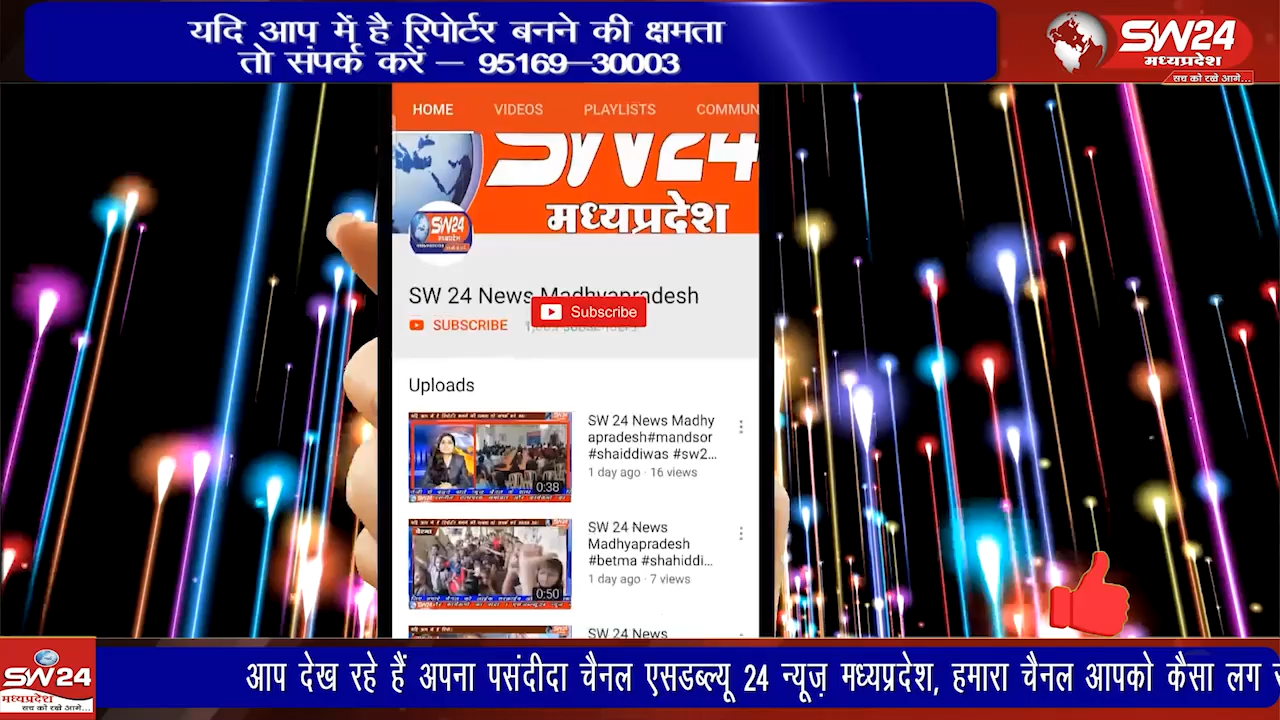 यदि आप में है रिपोर्टर बनने की क्षमता
तो संपर्क करें – 95169–30003
SW24
मध्यप्रदेश
सच को रखे आगे...
HOME VIDEOS PLAYLISTS COMMUN
SW24
मध्यप्रदेश
SW24
SW 24 News Madhyapradesh
SUBSCRIBE
Subscribe
Uploads
SW 24 News Madhy
apradesh#mandsor
#shaiddiwas #sw2...
1 day ago · 16 views
0:38
SW 24 News
Madhyapradesh
#betma #shahiddi...
1 day ago · 7 views
बेटमा
0:50
SW 24 News
SW24
मध्यप्रदेश
सच को रखे आगे...
आप देख रहे हैं अपना पसंदीदा चैनल एसडब्ल्यू 24 न्यूज़ मध्यप्रदेश, हमारा चैनल आपको कैसा लग